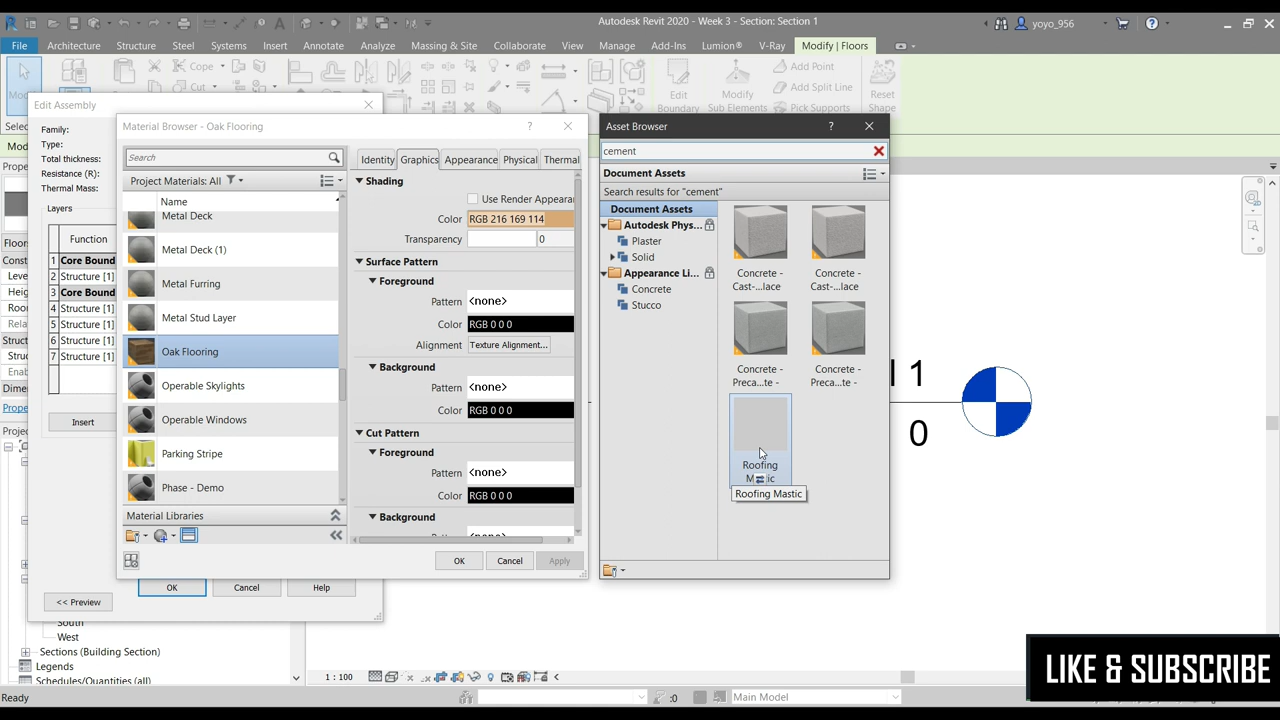 Autodesk Revit 2020 - Week 3 - Section: Section 1
yoyo_956
File
Architecture
Structure
Steel
Systems
Insert
Annotate
Analyze
Massing & Site
Collaborate
View
Manage
Add-Ins
Lumion®
V-Ray
Modify | Floors
Cope
Cut
Edit
Boundary
Modify
Sub Elements
Add Point
Add Split Line
Pick Supports
Reset
Shape
Edit Assembly
Family:
Type:
Total thickness:
Resistance (R):
Thermal Mass:
Layers
Function
1 Core Bound
2 Structure [1]
3 Core Bound
4 Structure [1]
5 Structure [1]
6 Structure [1]
7 Structure [1]
Insert
OK
Cancel
Help
<< Preview
Material Browser - Oak Flooring
?
Search
Project Materials: All
Name
Metal Deck
Metal Deck (1)
Metal Furring
Metal Stud Layer
Oak Flooring
Operable Skylights
Operable Windows
Parking Stripe
Phase - Demo
Material Libraries
Identity
Graphics
Appearance
Physical
Thermal
Shading
Use Render Appeara
Color RGB 216 169 114
Transparency 0
Surface Pattern
Foreground
Pattern <none>
Color RGB 0 0 0
Alignment Texture Alignment...
Background
Pattern <none>
Color RGB 0 0 0
Cut Pattern
Foreground
Pattern <none>
Color RGB 0 0 0
Background
OK
Cancel
Apply
Asset Browser
?
cement
Document Assets
Search results for "cement"
Document Assets
Autodesk Phys...
Plaster
Solid
Appearance Li...
Concrete
Stucco
Concrete -
Cast-...lace
Concrete -
Cast-...lace
Concrete -
Preca...te -
Concrete -
Preca...te -
Roofing
Roofing Mastic
1
0
South
West
Sections (Building Section)
Legends
Schedules/Quantities (all)
1 : 100
Ready
:0
Main Model
LIKE & SUBSCRIBE